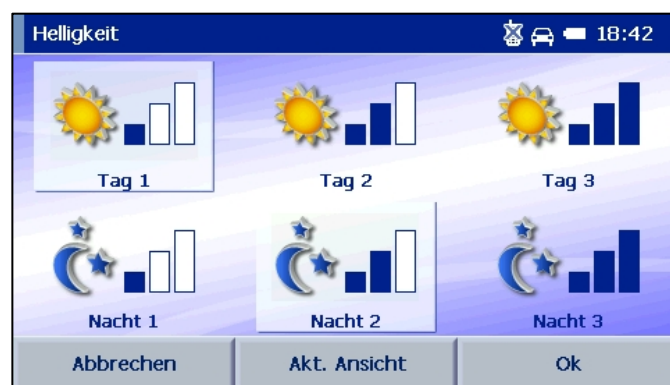 Helligkeit 18:42
Tag 1 Tag 2 Tag 3
Nacht 1 Nacht 2 Nacht 3
Abbrechen Akt. Ansicht Ok